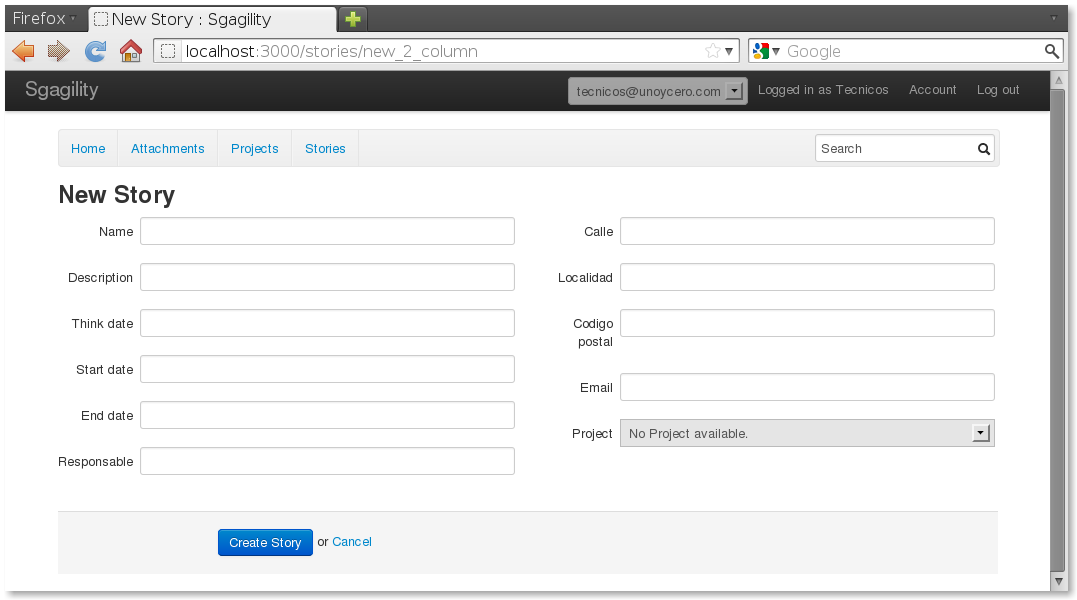 Firefox
New Story : Sgagility
localhost:3000/stories/new_2_column
Google
Sgagility
tecnicos@unoycero.com
Logged in as Tecnicos
Account
Log out
Home
Attachments
Projects
Stories
Search
New Story
Name
Description
Think date
Start date
End date
Responsable
Calle
Localidad
Codigo
postal
Email
Project
No Project available.
Create Story or Cancel